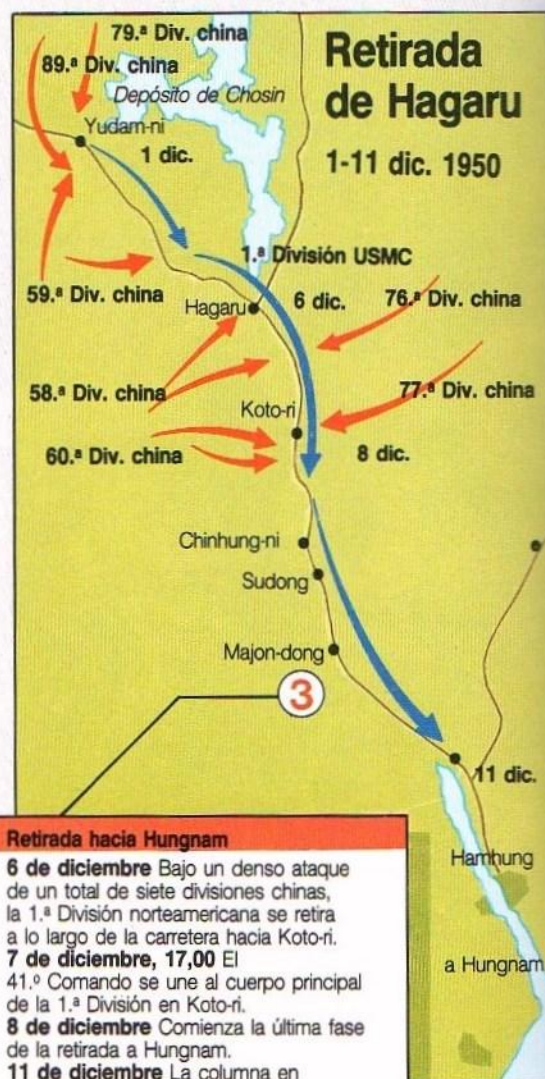 Retirada
de Hagaru
1-11 dic. 1950
79.ª Div. china
89.ª Div. china
Depósito de Chosin
Yudam-ni
1 dic.
1.ª División USMC
59.ª Div. china
Hagaru
6 dic.
76.ª Div. china
58.ª Div. china
77.ª Div. china
Koto-ri
60.ª Div. china
8 dic.
Chinhung-ni
Sudong
Majon-dong
3
11 dic.
Hamhung
a Hungnam
Retirada hacia Hungnam
6 de diciembre Bajo un denso ataque
de un total de siete divisiones chinas,
la 1.ª División norteamericana se retira
a lo largo de la carretera hacia Koto-ri.
7 de diciembre, 17,00 El
41.º Comando se une al cuerpo principal
de la 1.ª División en Koto-ri.
8 de diciembre Comienza la última fase
de la retirada a Hungnam.
11 de diciembre La columna en